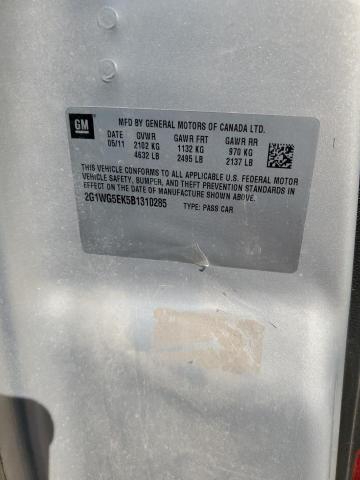 GM
MFD BY GENERAL MOTORS OF CANADA LTD.
DATE GVWR GAWR FRT GAWR RR
05/11 2102 KG 1132 KG 970 KG
4632 LB 2495 LB 2137 LB
THIS VEHICLE CONFORMS TO ALL APPLICABLE U.S. FEDERAL MOTOR
VEHICLE SAFETY, BUMPER, AND THEFT PREVENTION STANDARDS IN
EFFECT ON THE DATE OF MANUFACTURE SHOWN ABOVE.
2G1WG5EK5B1310285 TYPE: PASS CAR